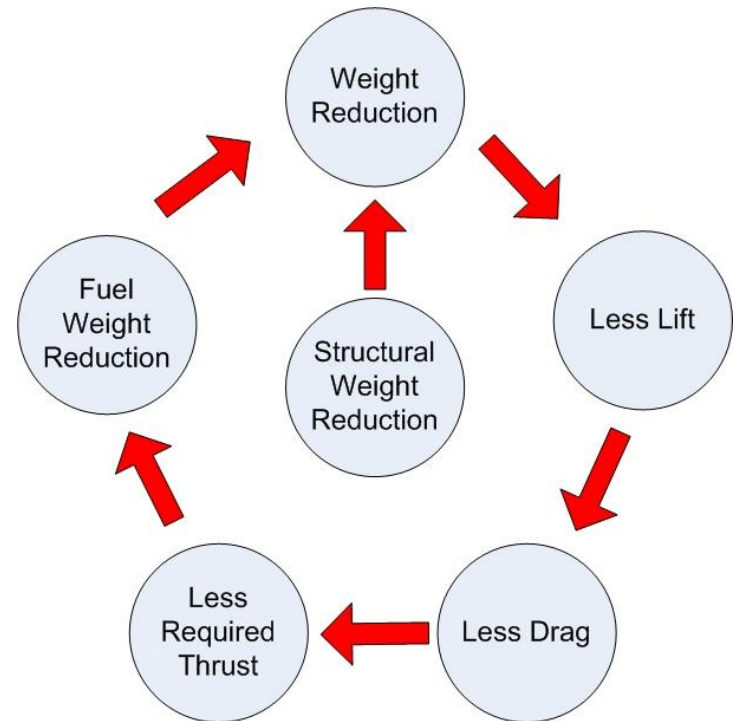 Weight
Reduction
Less Lift
Less Drag
Less
Required
Thrust
Fuel
Weight
Reduction
Structural
Weight
Reduction